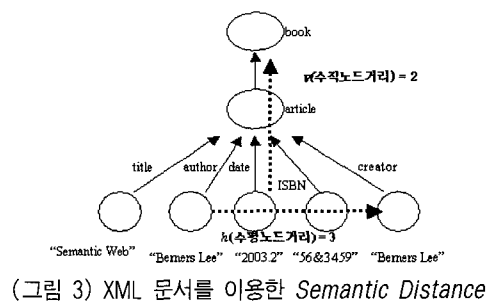 book
v(수직노드거리) = 2
article
title author date ISBN creator
h(수평노드거리)=3
"Semantic Web" "Berners Lee" "2003.2" "56&3459" "Berners Lee"
(그림 3) XML 문서를 이용한 Semantic Distance